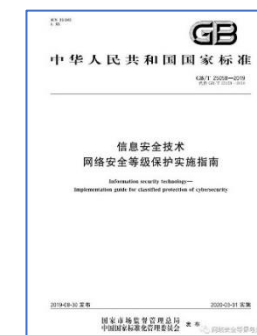 GB
中华人民共和国国家标准
GB/T 25058—2019
信息安全技术
网络安全等级保护实施指南
Information security technology—
Implementation guide for classified protection of cybersecurity
2019-08-30 发布
2020-03-01 实施
国家市场监督管理总局
中国国家标准化管理委员会
发布